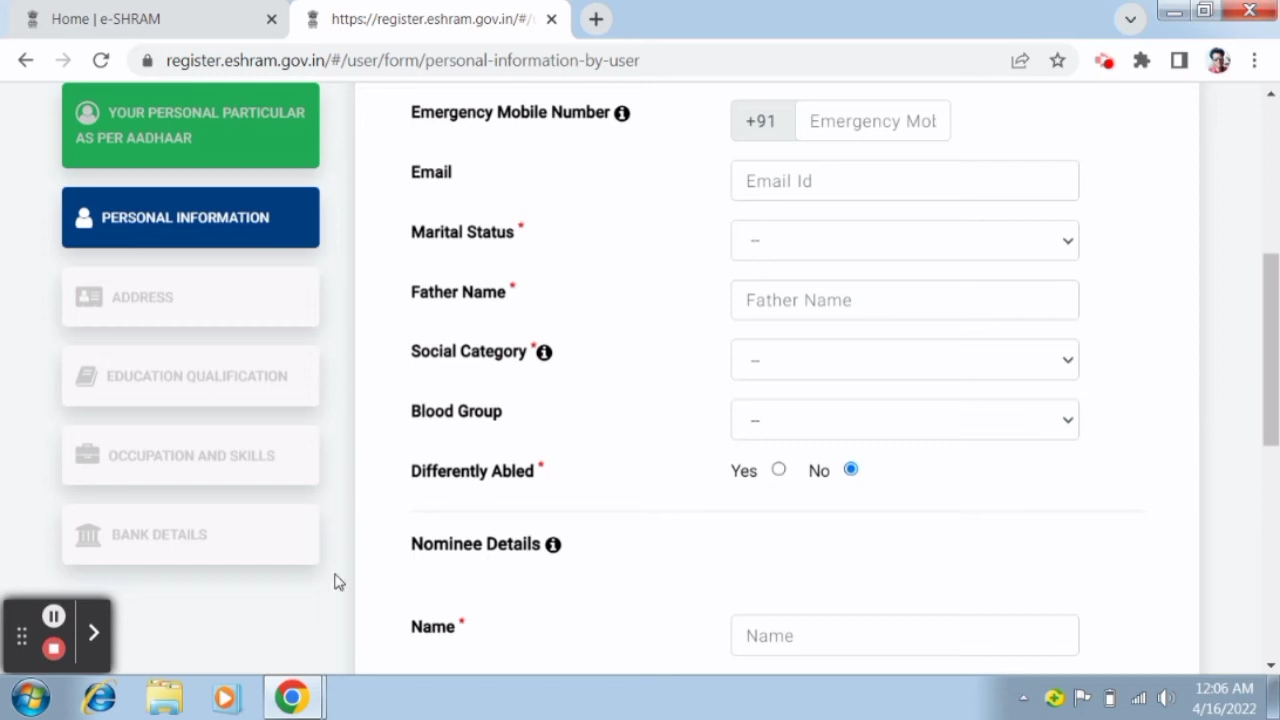 Home | e-SHRAM
https://register.eshram.gov.in/#/
register.eshram.gov.in/#/user/form/personal-information-by-user
YOUR PERSONAL PARTICULAR
AS PER AADHAAR
PERSONAL INFORMATION
ADDRESS
EDUCATION QUALIFICATION
OCCUPATION AND SKILLS
BANK DETAILS
Emergency Mobile Number
+91 Emergency Mob
Email
Email Id
Marital Status *
--
Father Name *
Father Name
Social Category *
--
Blood Group
--
Differently Abled *
Yes No
Nominee Details
Name *
Name
12:06 AM
4/16/2022